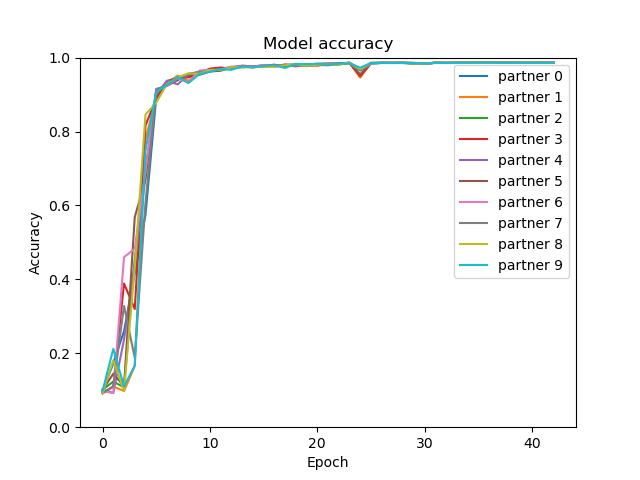 Model accuracy
1.0
0.8
0.6
0.4
0.2
0.0
Accuracy
0
10
20
30
40
Epoch
partner 0
partner 1
partner 2
partner 3
partner 4
partner 5
partner 6
partner 7
partner 8
partner 9